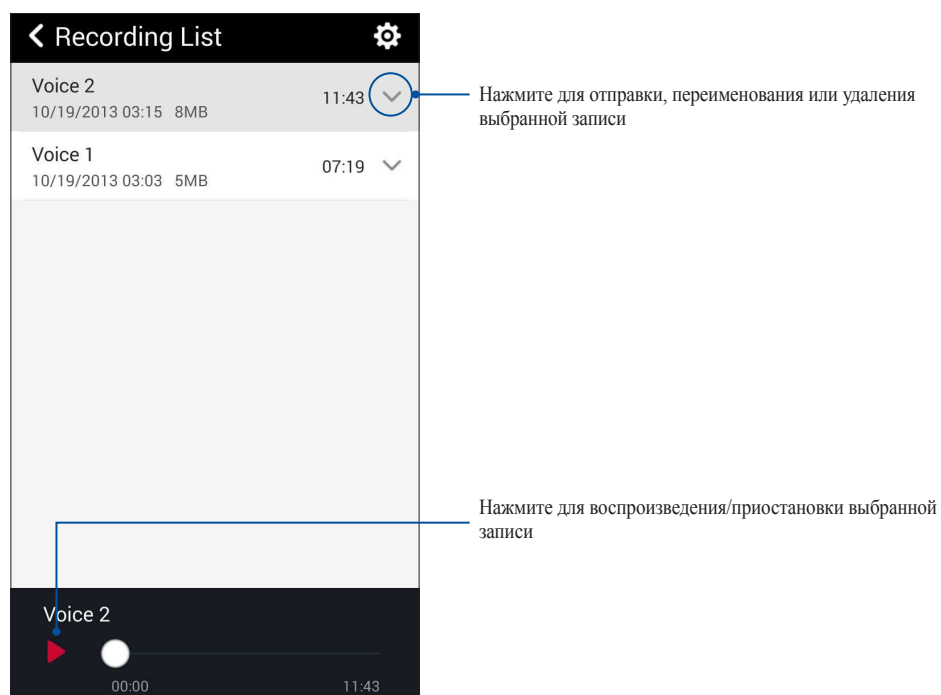 Recording List
Voice 2
11:43
10/19/2013 03:15 8MB
Нажмите для отправки, переименования или удаления
выбранной записи
Voice 1
07:19
10/19/2013 03:03 5MB
Нажмите для воспроизведения/приостановки выбранной
записи
Voice 2
00:00 11:43